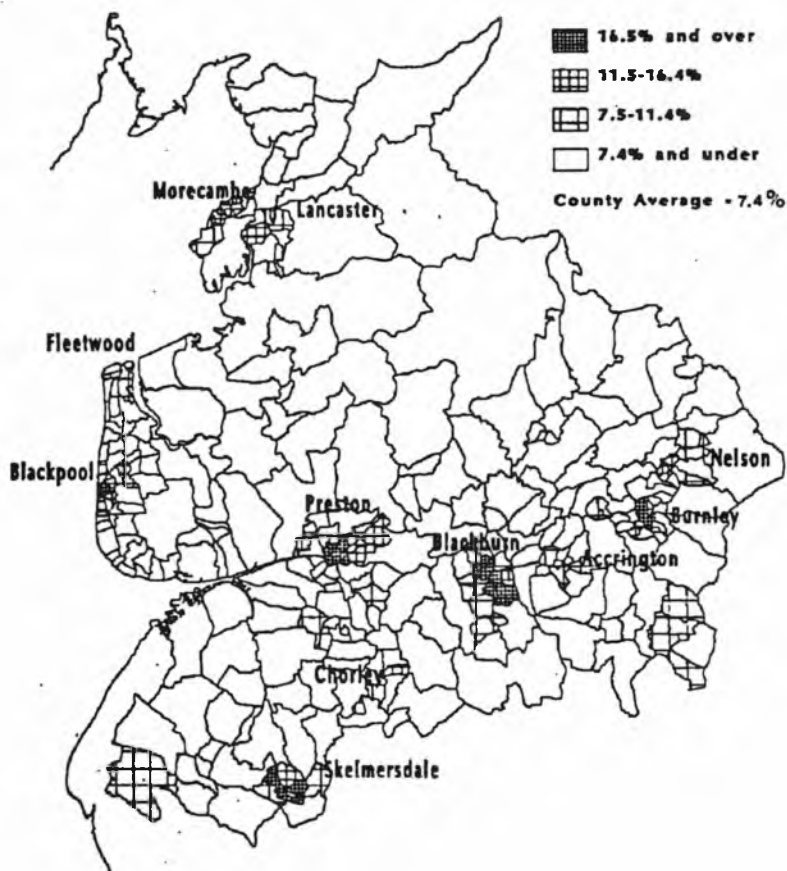 16.5% and over
11.5-16.4%
7.5-11.4%
7.4% and under
County Average - 7.4%
Morecambe
Lancaster
Fleetwood
Blackpool
Nelson
Preston
Burnley
Blackburn
Accrington
Chorley
Skelmersdale